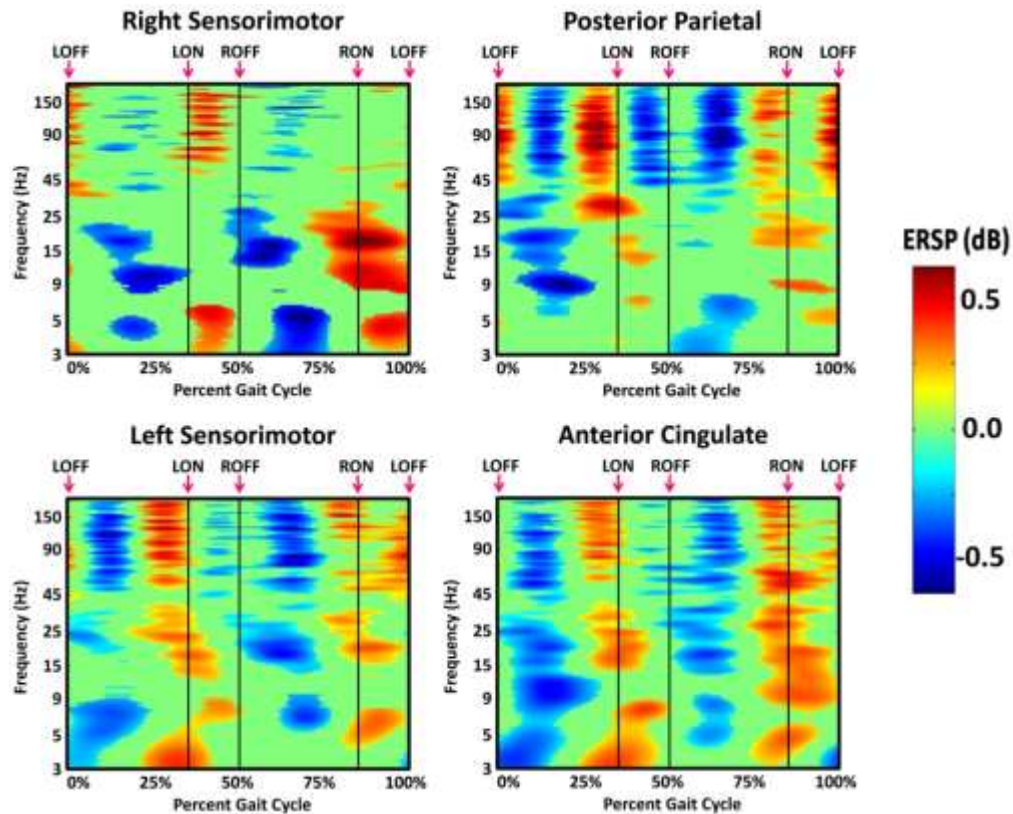 Right Sensorimotor
LOFF LON ROFF RON LOFF
150
90
45
25
15
9
5
3
Frequency (Hz)
0% 25% 50% 75% 100%
Percent Gait Cycle
Posterior Parietal
LOFF LON ROFF RON LOFF
150
90
45
25
15
9
5
3
Frequency (Hz)
0% 25% 50% 75% 100%
Percent Gait Cycle
ERSP (dB)
0.5
0.0
-0.5
Left Sensorimotor
LOFF LON ROFF RON LOFF
150
90
45
25
15
9
5
3
Frequency (Hz)
0% 25% 50% 75% 100%
Percent Gait Cycle
Anterior Cingulate
LOFF LON ROFF RON LOFF
150
90
45
25
15
9
5
3
Frequency (Hz)
0% 25% 50% 75% 100%
Percent Gait Cycle